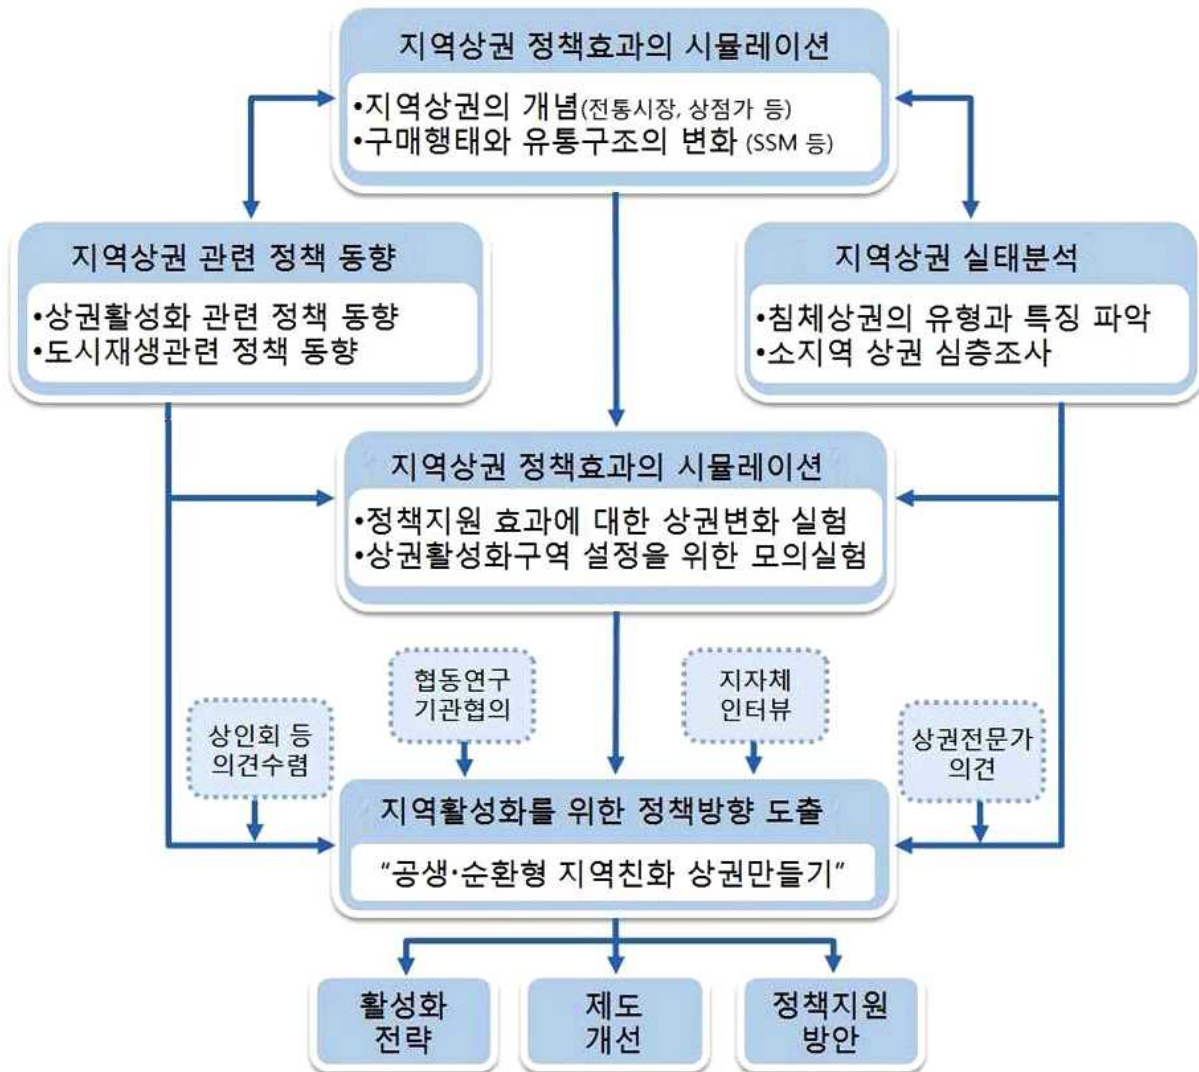 지역상권 정책효과의 시뮬레이션
•지역상권의 개념(전통시장, 상점가 등)
•구매행태와 유통구조의 변화 (SSM 등)
지역상권 관련 정책 동향
•상권활성화 관련 정책 동향
•도시재생관련 정책 동향
지역상권 실태분석
•침체상권의 유형과 특징 파악
•소지역 상권 심층조사
지역상권 정책효과의 시뮬레이션
•정책지원 효과에 대한 상권변화 실험
•상권활성화구역 설정을 위한 모의실험
상인회 등
의견수렴
협동연구
기관협의
지자체
인터뷰
상권전문가
의견
지역활성화를 위한 정책방향 도출
“공생·순환형 지역친화 상권만들기”
활성화
전략
제도
개선
정책지원
방안